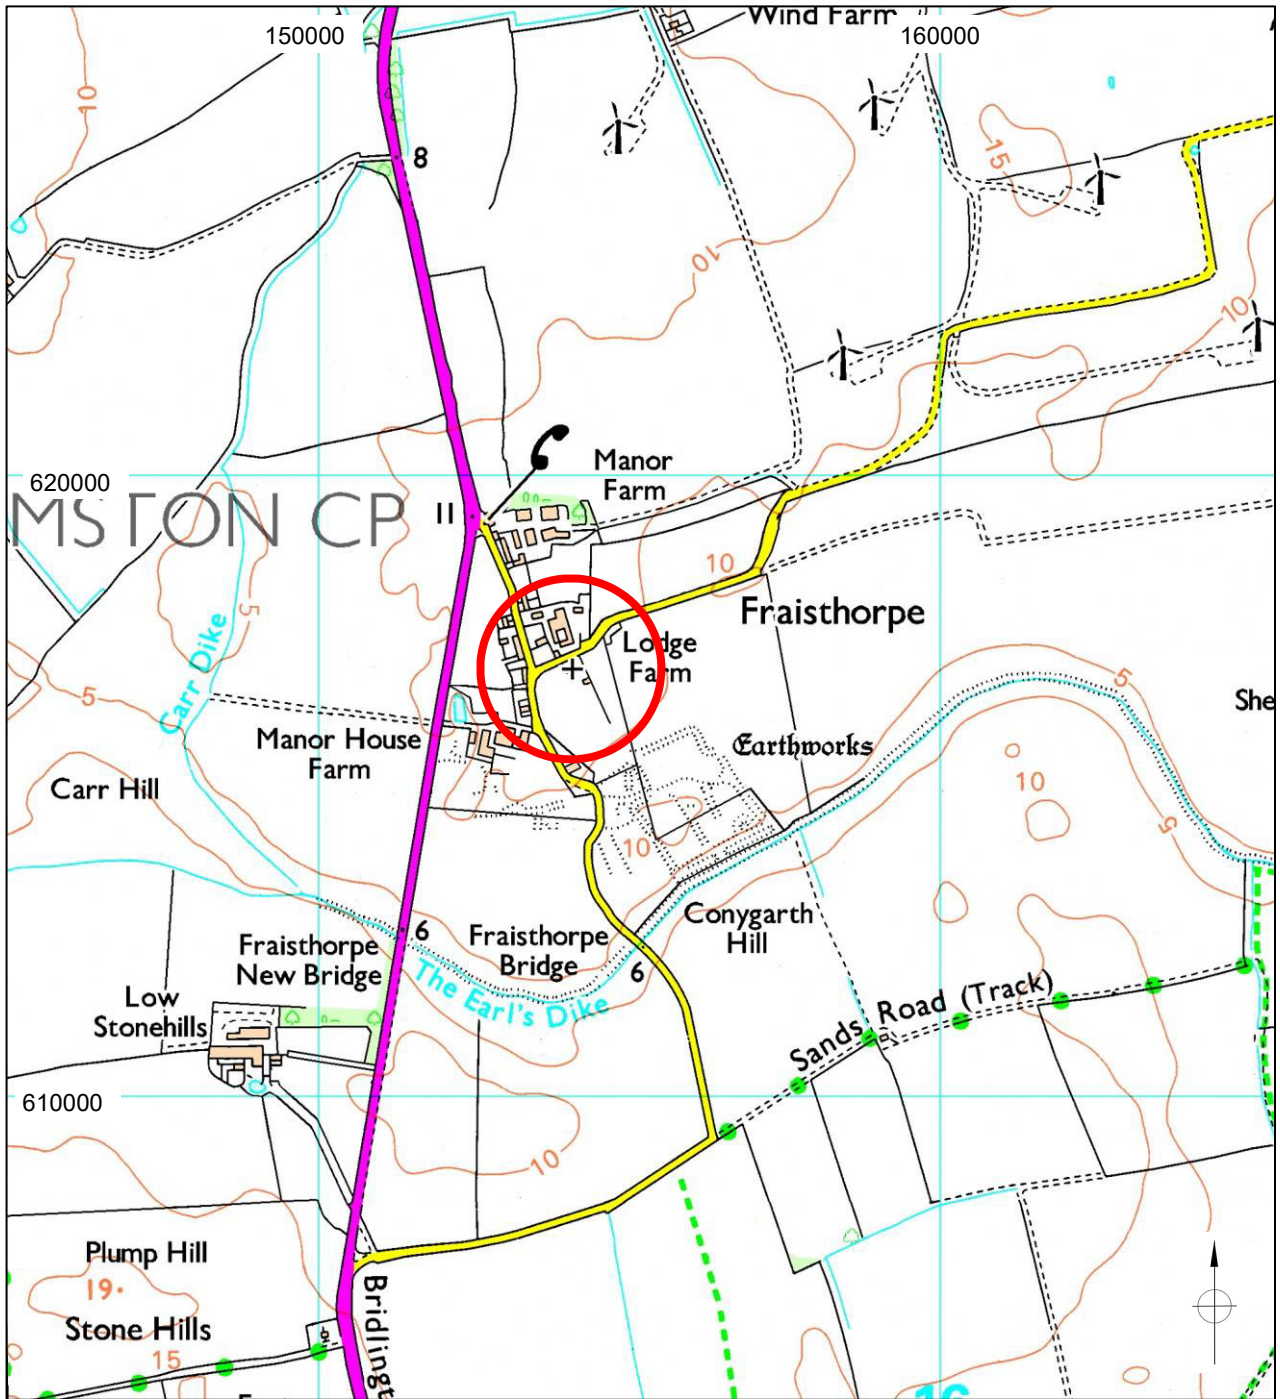 Wind Farm
150000
160000
10
8
15
10
10
Manor
Farm
620000
MSTON CP
11
10
Fraisthorpe
5
Lodge
Farm
Carr Dike
5
5
She
Manor House
Farm
Earthworks
Carr Hill
10
5
10
Conygarth
Hill
6
Fraisthorpe
New Bridge
Fraisthorpe
Bridge
6
The Earl's Dike
Low
Stonehills
Sands Road (Track)
610000
10
Plump Hill
19
Stone Hills
15
Bridlingt
16